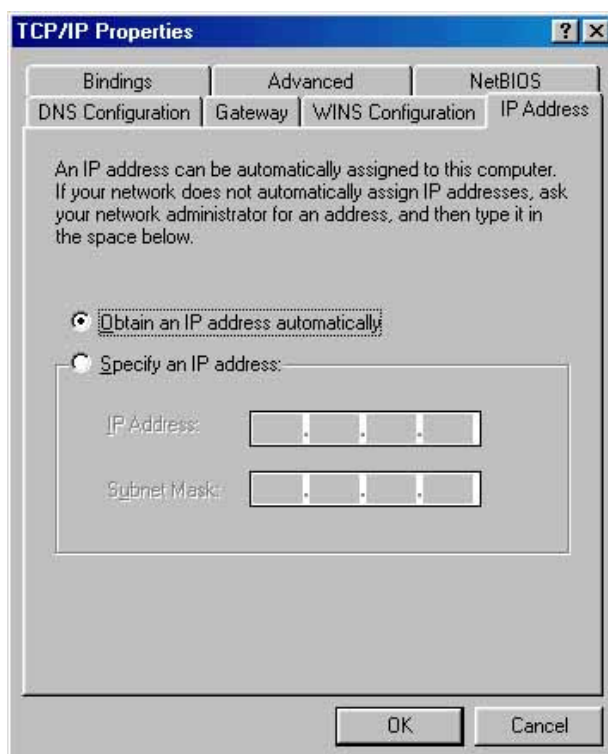 TCP/IP Properties
Bindings
Advanced
NetBIOS
DNS Configuration
Gateway
WINS Configuration
IP Address
An IP address can be automatically assigned to this computer.
If your network does not automatically assign IP addresses, ask
your network administrator for an address, and then type it in
the space below.
Obtain an IP address automatically
Specify an IP address:
IP Address:
Subnet Mask:
OK
Cancel